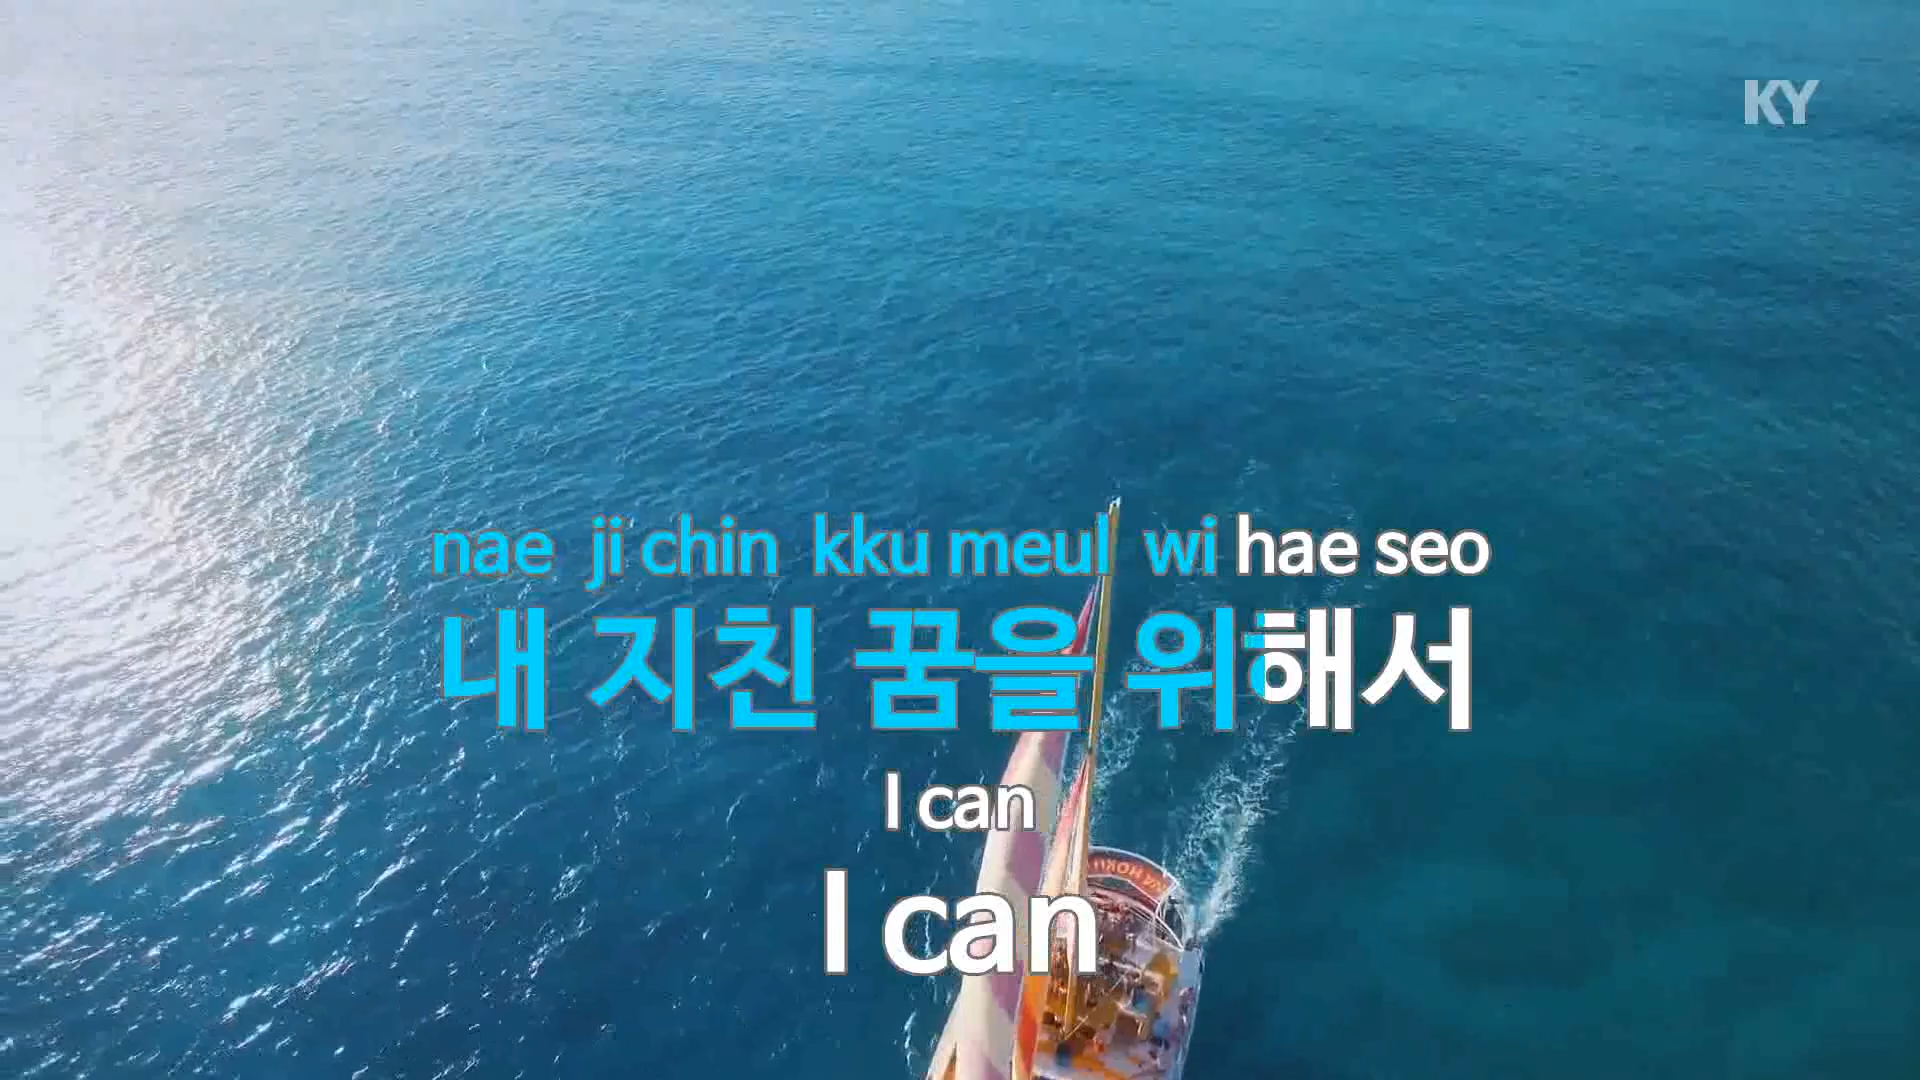 KY
nae ji chin kku meul wi hae seo
내 지친 꿈을 위해서
I can
I can